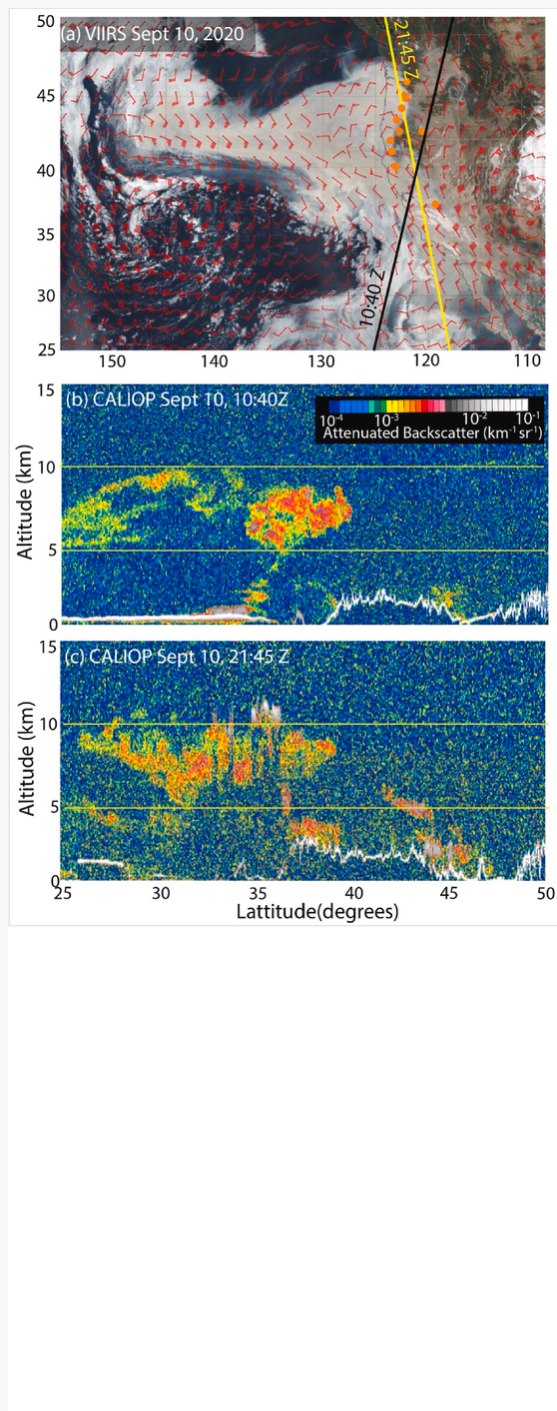 50
(a) VIIRS Sept 10, 2020
21:45 Z
45
40
35
30
10:40 Z
25
150 140 130 120 110
15
(b) CALIOP Sept 10, 10:40Z
10⁻⁴ 10⁻³ 10⁻² 10⁻¹
Attenuated Backscatter (km⁻¹ sr⁻¹)
10
Altitude (km)
5
0
15
(c) CALIOP Sept 10, 21:45 Z
10
Altitude (km)
5
0
25 30 35 40 45 50
Lattitude(degrees)